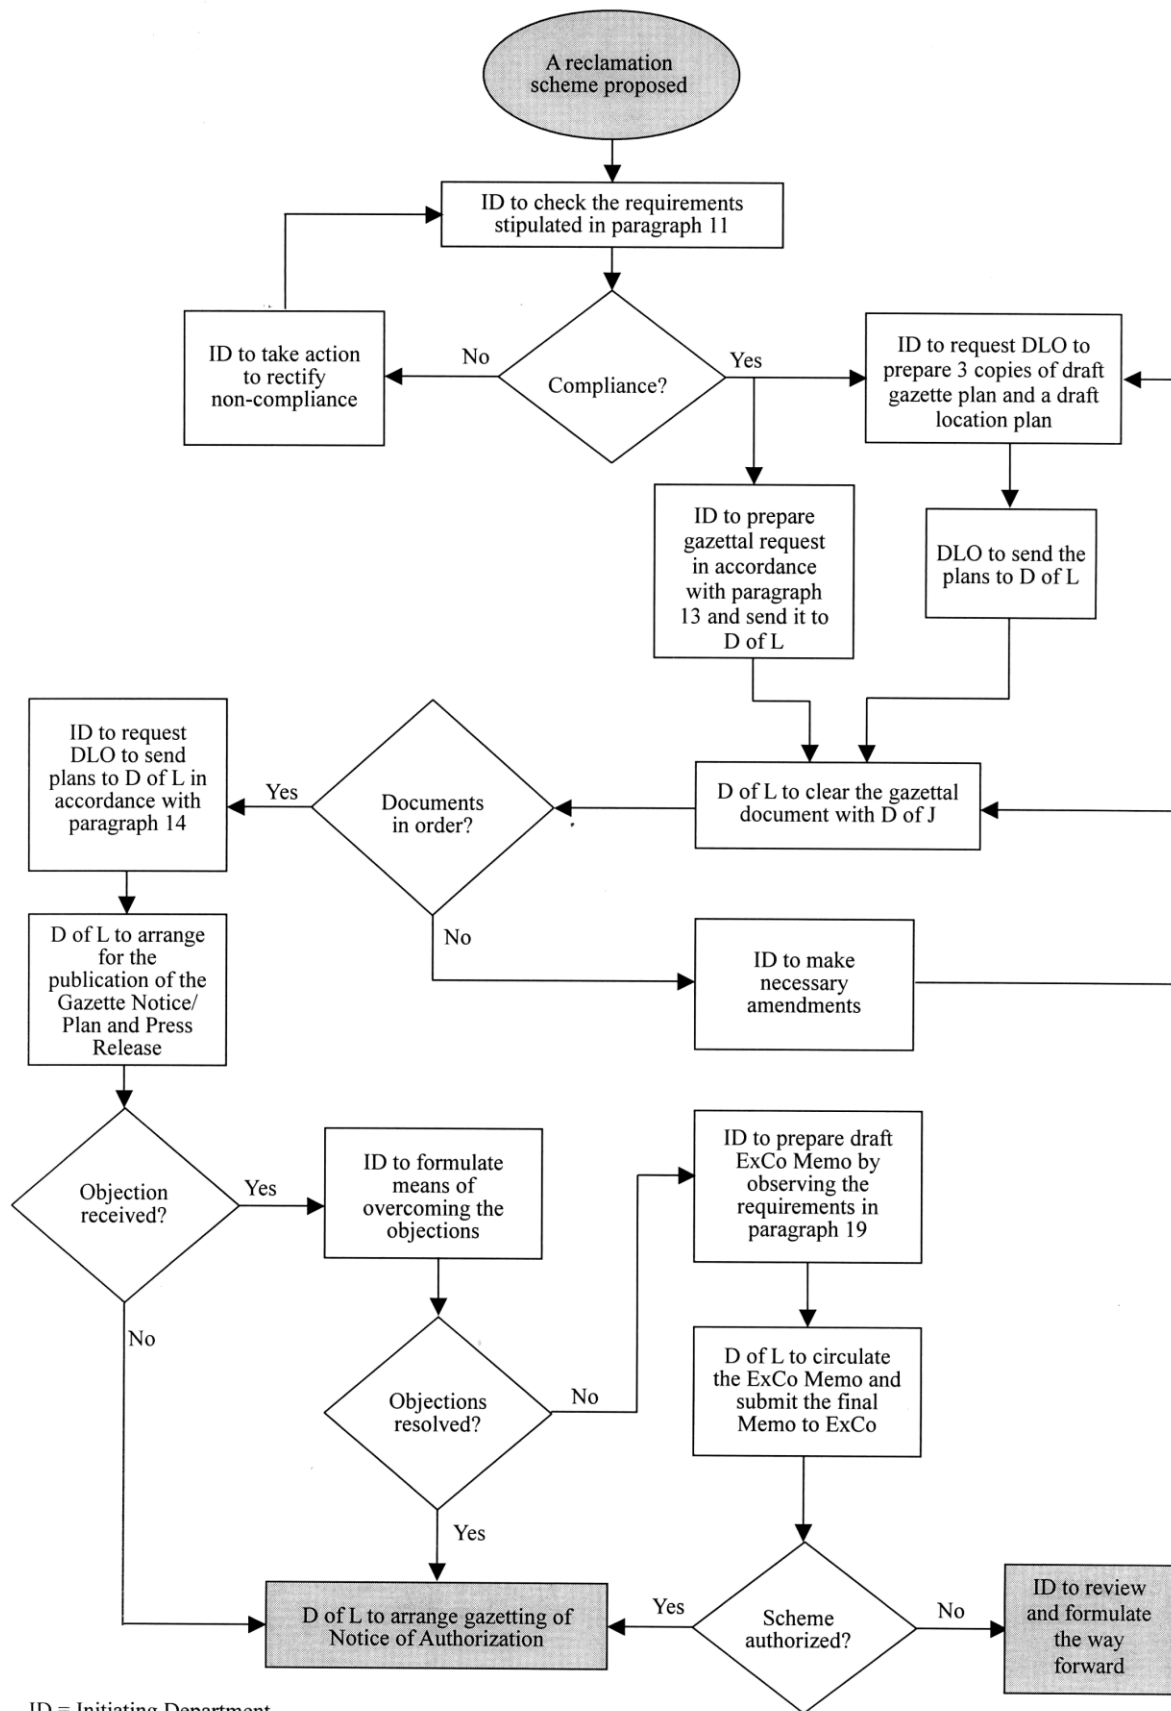 A reclamation
scheme proposed
ID to check the requirements
stipulated in paragraph 11
ID to take action
to rectify
non-compliance
No
Compliance?
Yes
ID to request DLO to
prepare 3 copies of draft
gazette plan and a draft
location plan
ID to prepare
gazettal request
in accordance
with paragraph
13 and send it to
D of L
DLO to send the
plans to D of L
ID to request
DLO to send
plans to D of L in
accordance with
paragraph 14
Yes
Documents
in order?
D of L to clear the gazettal
document with D of J
No
D of L to arrange
for the
publication of the
Gazette Notice/
Plan and Press
Release
ID to make
necessary
amendments
Objection
received?
Yes
ID to formulate
means of
overcoming the
objections
ID to prepare draft
ExCo Memo by
observing the
requirements in
paragraph 19
No
Objections
resolved?
No
D of L to circulate
the ExCo Memo and
submit the final
Memo to ExCo
Yes
D of L to arrange gazetting of
Notice of Authorization
Yes
Scheme
authorized?
No
ID to review
and formulate
the way
forward
ID = Initiating Department